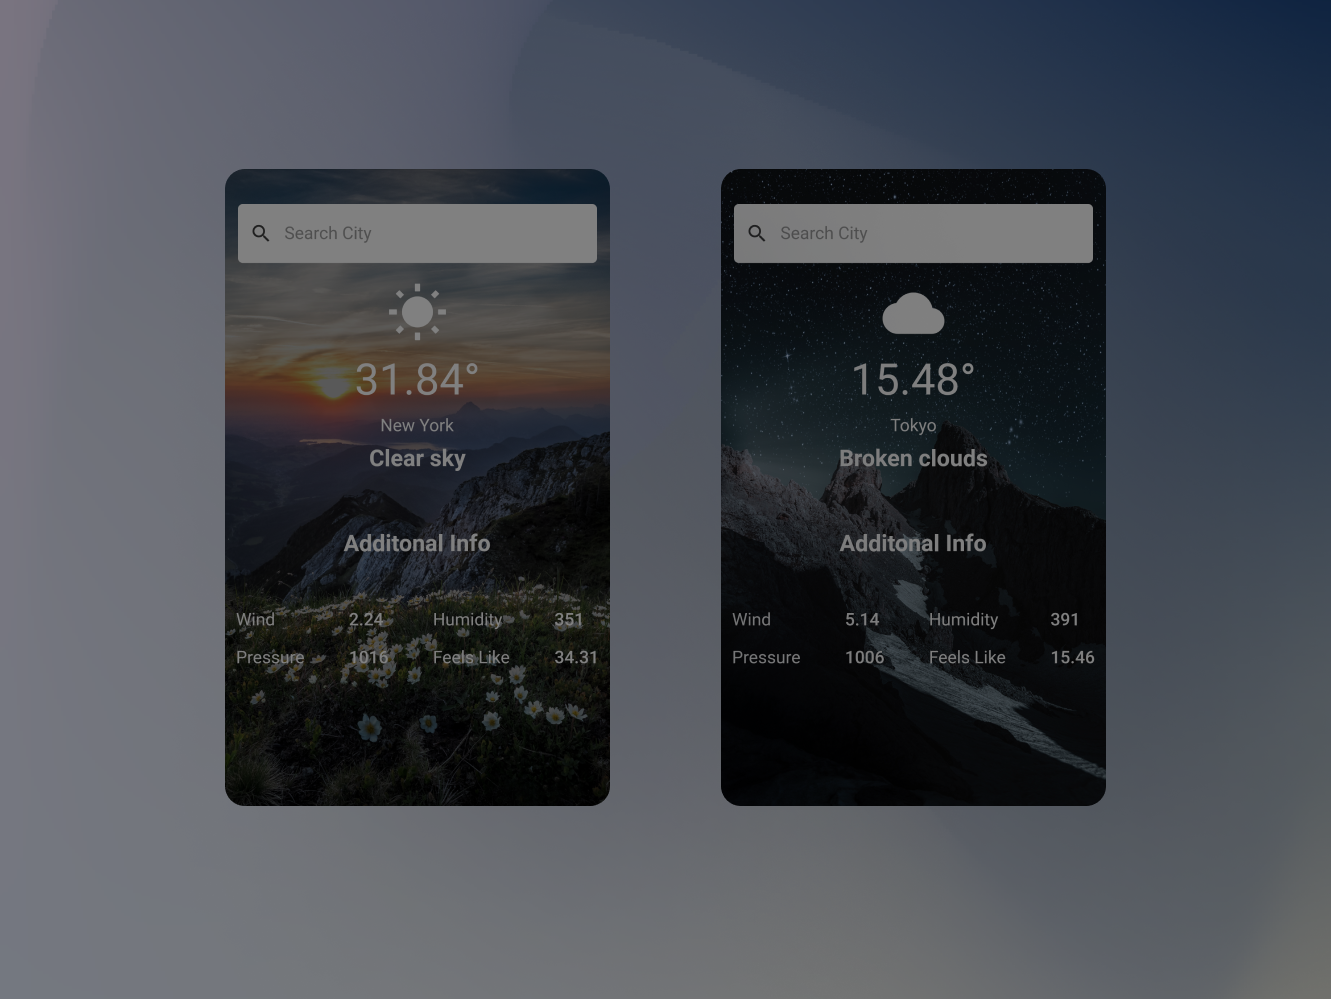 Search City
31.84°
New York
Clear sky
Additonal Info
Wind 2.24 Humidity 351
Pressure 1016 Feels Like 34.31
Search City
15.48°
Tokyo
Broken clouds
Additonal Info
Wind 5.14 Humidity 391
Pressure 1006 Feels Like 15.46